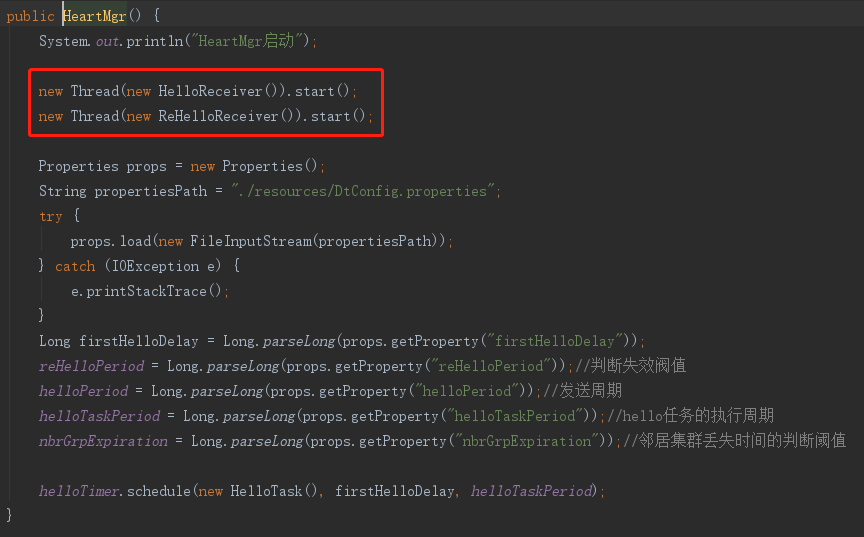 public HeartMgr() {
System.out.println("HeartMgr启动");
new Thread(new HelloReceiver()).start();
new Thread(new ReHelloReceiver()).start();
Properties props = new Properties();
String propertiesPath = "./resources/DtConfig.properties";
try {
props.load(new FileInputStream(propertiesPath));
} catch (IOException e) {
e.printStackTrace();
}
Long firstHelloDelay = Long.parseLong(props.getProperty("firstHelloDelay"));
reHelloPeriod = Long.parseLong(props.getProperty("reHelloPeriod"));//判断失效阀值
helloPeriod = Long.parseLong(props.getProperty("helloPeriod"));//发送周期
helloTaskPeriod = Long.parseLong(props.getProperty("helloTaskPeriod"));//hello任务的执行周期
nbrGrpExpiration = Long.parseLong(props.getProperty("nbrGrpExpiration"));//邻居集群丢失时间的判断阈值
helloTimer.schedule(new HelloTask(), firstHelloDelay, helloTaskPeriod);
}